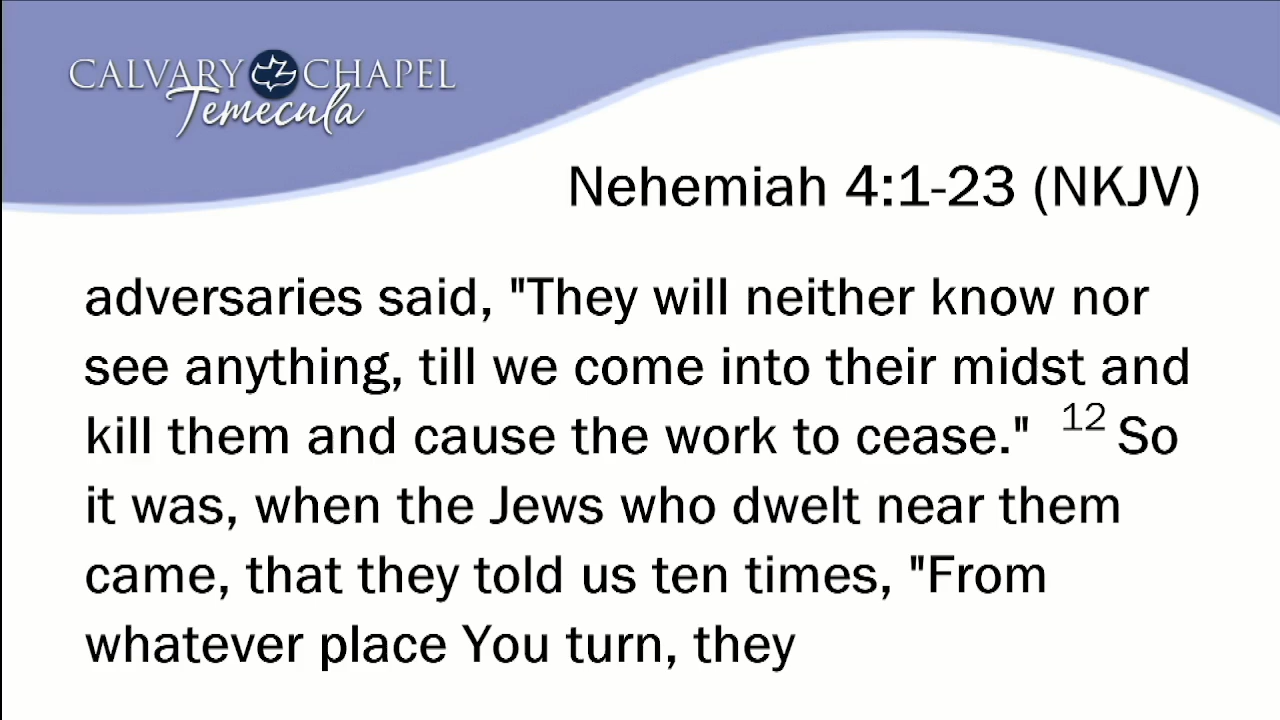 CALVARY CHAPEL
Temecula
Nehemiah 4:1-23 (NKJV)
adversaries said, "They will neither know nor
see anything, till we come into their midst and
kill them and cause the work to cease." 12 So
it was, when the Jews who dwelt near them
came, that they told us ten times, "From
whatever place You turn, they